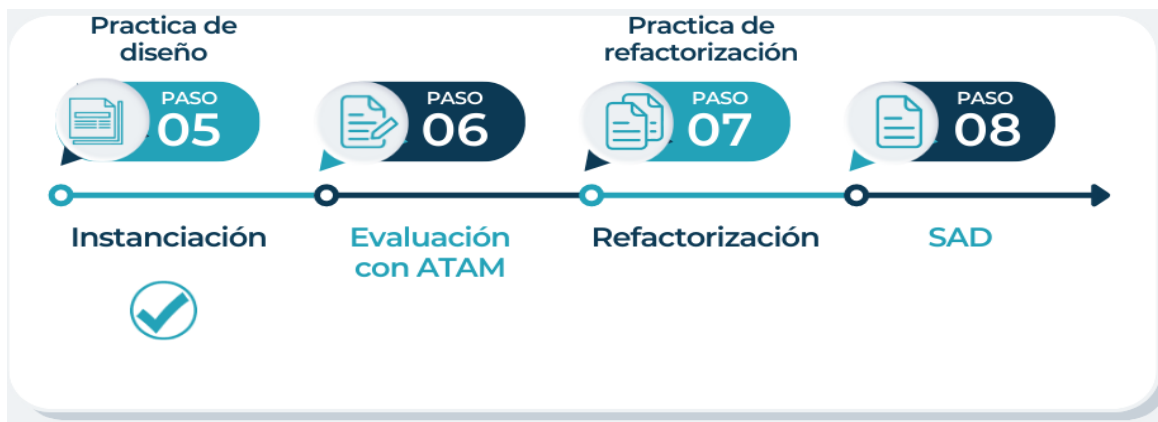 Practica de
diseño
Practica de
refactorización
PASO
05
PASO
06
PASO
07
PASO
08
Instanciación
Evaluación
con ATAM
Refactorización
SAD